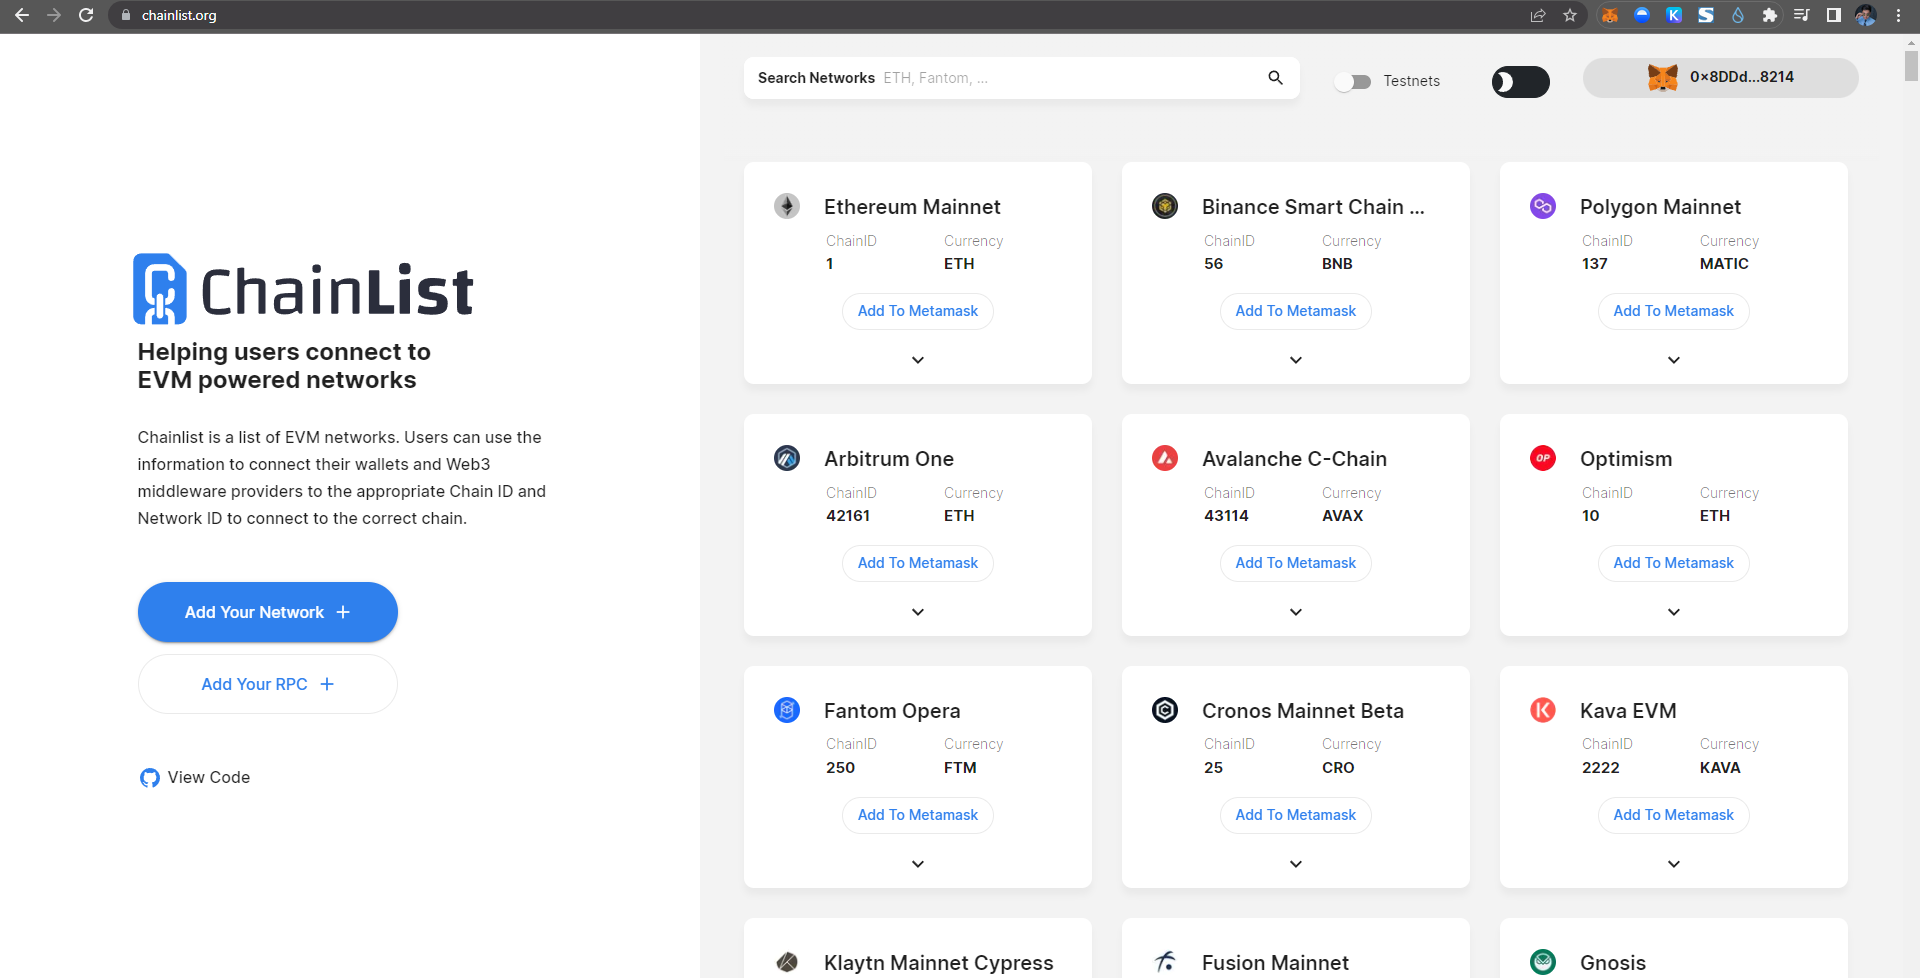 chainlist.org
Search Networks ETH, Fantom, ...
Testnets
0×8DDd...8214
ChainList
Helping users connect to
EVM powered networks
Chainlist is a list of EVM networks. Users can use the
information to connect their wallets and Web3
middleware providers to the appropriate Chain ID and
Network ID to connect to the correct chain.
Add Your Network +
Add Your RPC +
View Code
Ethereum Mainnet
ChainID Currency
1 ETH
Add To Metamask
Binance Smart Chain ...
ChainID Currency
56 BNB
Add To Metamask
Polygon Mainnet
ChainID Currency
137 MATIC
Add To Metamask
Arbitrum One
ChainID Currency
42161 ETH
Add To Metamask
Avalanche C-Chain
ChainID Currency
43114 AVAX
Add To Metamask
OP
Optimism
ChainID Currency
10 ETH
Add To Metamask
Fantom Opera
ChainID Currency
250 FTM
Add To Metamask
Cronos Mainnet Beta
ChainID Currency
25 CRO
Add To Metamask
Kava EVM
ChainID Currency
2222 KAVA
Add To Metamask
Klaytn Mainnet Cypress
Fusion Mainnet
Gnosis